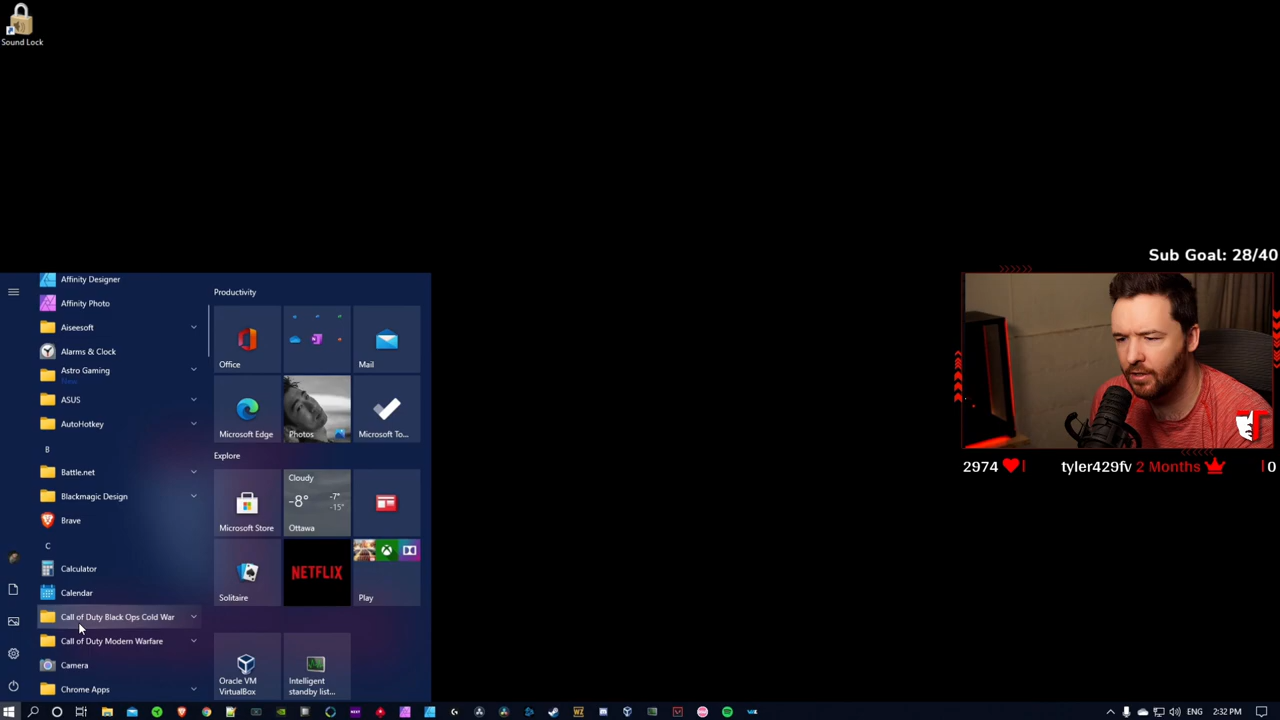 Sound Lock
Sub Goal: 28/40
2974
tyler429fv 2 Months
0
Affinity Designer
Affinity Photo
Aiseesoft
Alarms & Clock
Astro Gaming
New
ASUS
AutoHotkey
B
Battle.net
Blackmagic Design
Brave
C
Calculator
Calendar
Call of Duty Black Ops Cold War
Call of Duty Modern Warfare
Camera
Chrome Apps
Productivity
Office
Mail
Microsoft Edge
Photos
Microsoft To...
Explore
Microsoft Store
Cloudy
-8° -7°
-15°
Ottawa
Solitaire
NETFLIX
Play
Oracle VM
VirtualBox
Intelligent
standby list...
ENG 2:32 PM